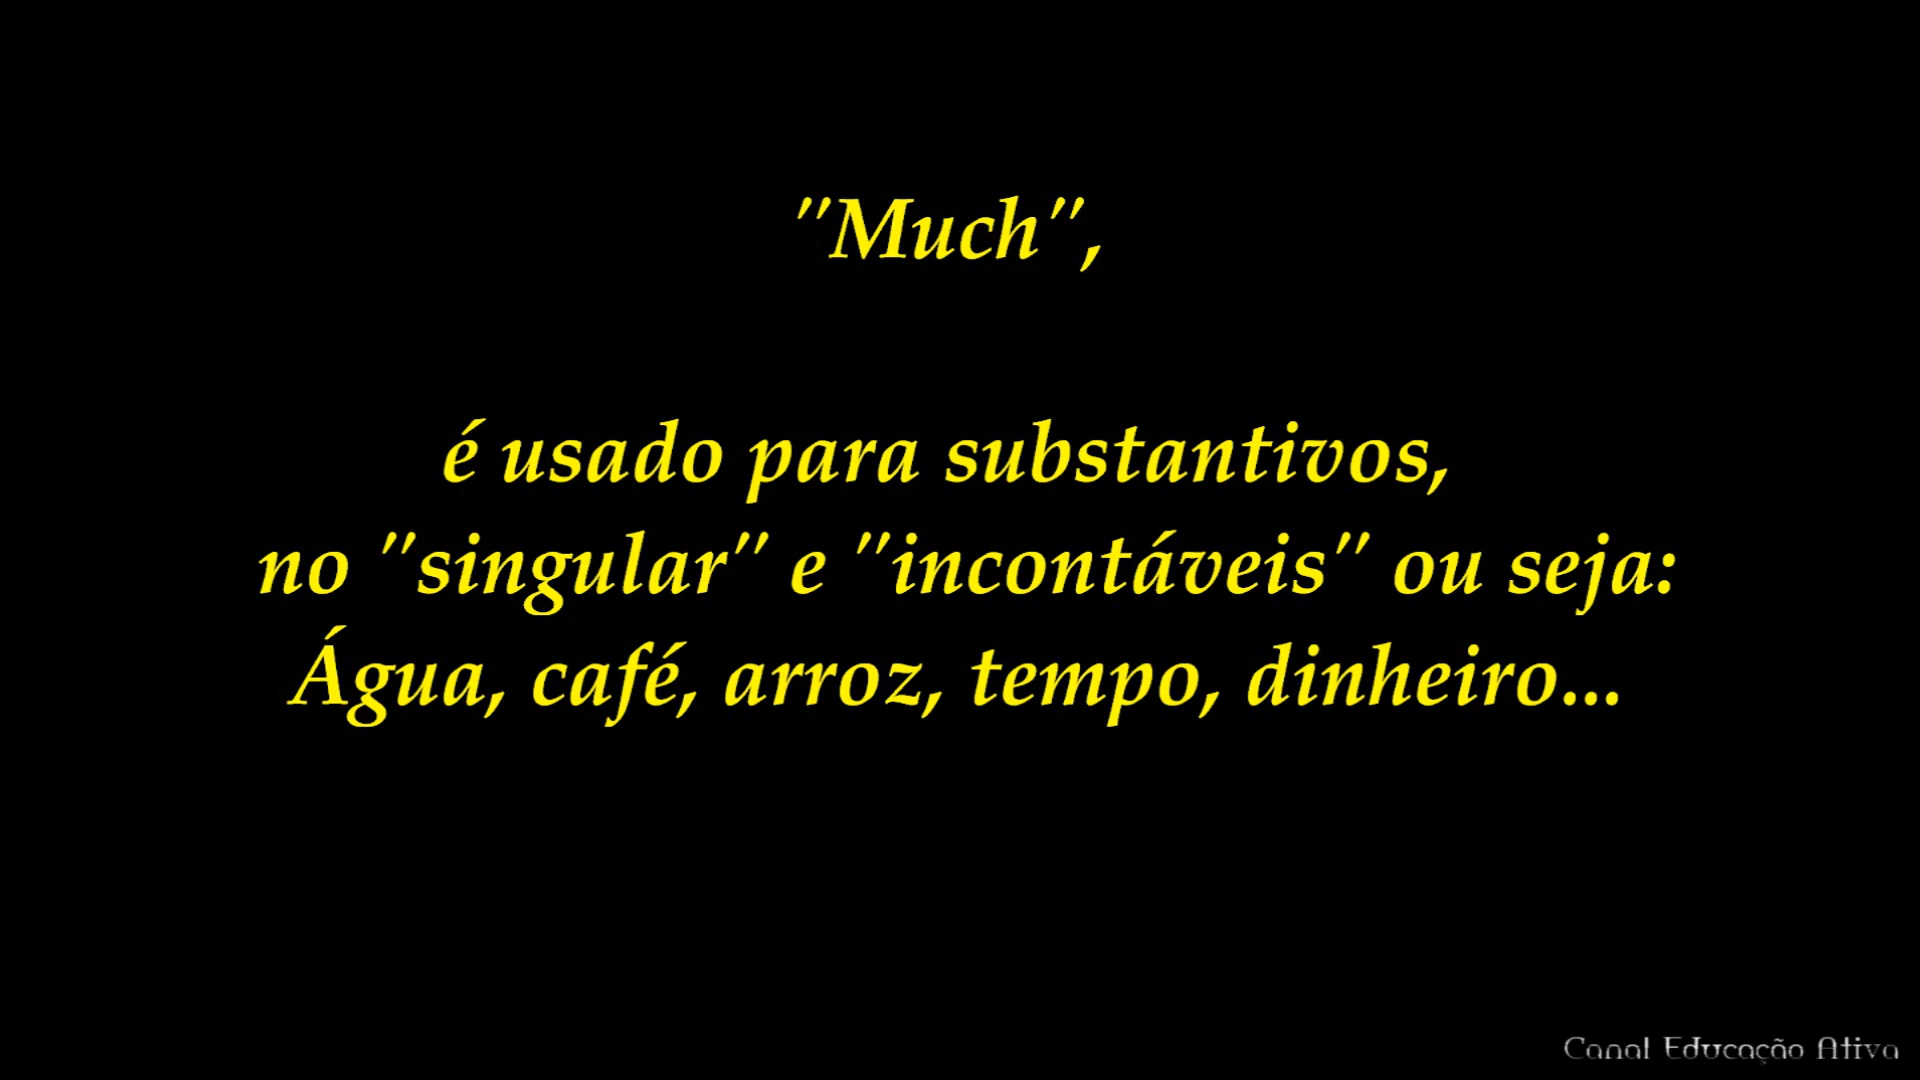 "Much",
é usado para substantivos,
no "singular" e "incontáveis" ou seja:
Água, café, arroz, tempo, dinheiro...
Canal Educação Ativa